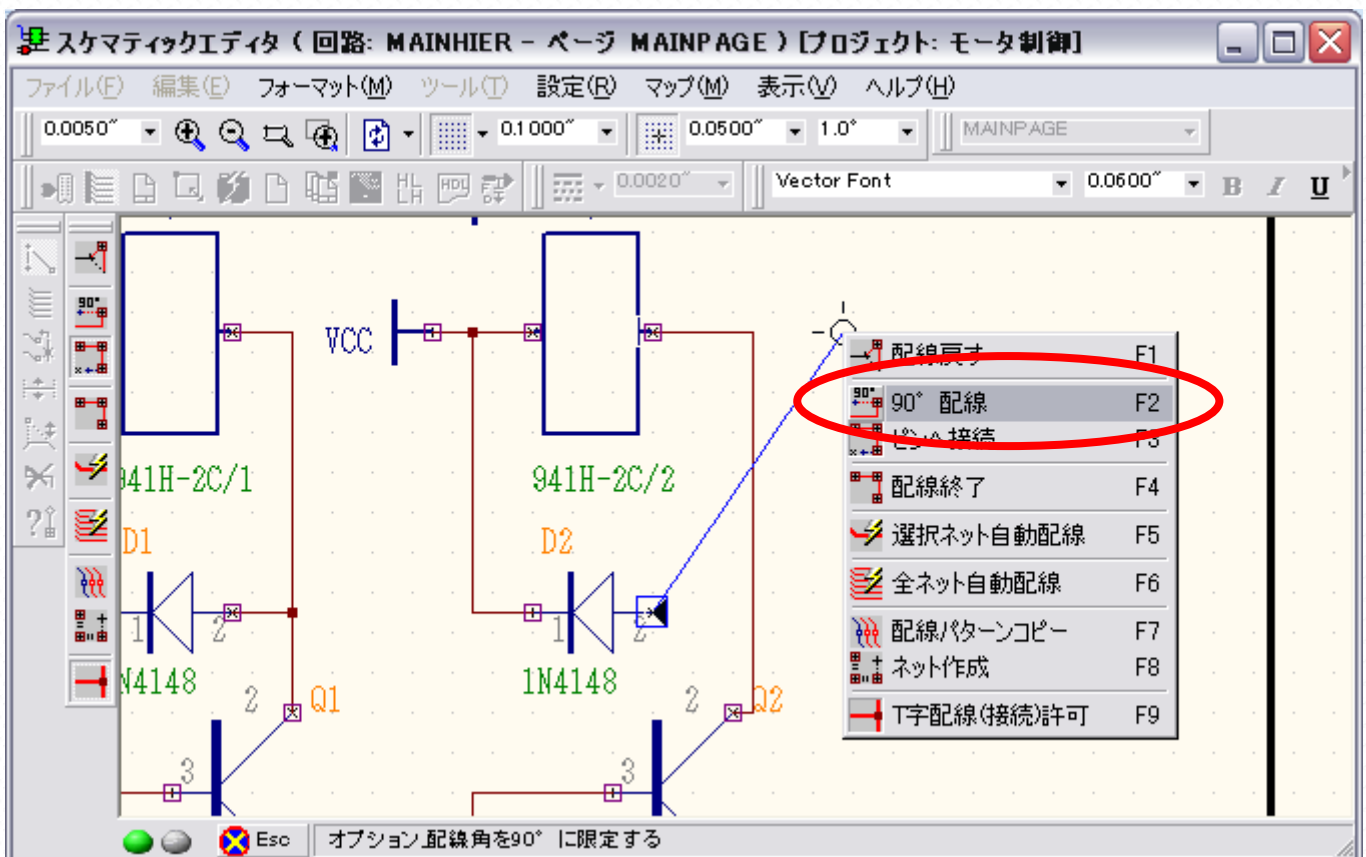 スケマティックエディタ ( 回路: MAINHIER - ページ MAINPAGE ) [プロジェクト: モータ制御]
ファイル(F) 編集(E) フォーマット(M) ツール(T) 設定(R) マップ(M) 表示(V) ヘルプ(H)
0.0050" 0.1000" 0.0500" 1.0° MAINPAGE
HDL 0.0020" Vector Font 0.0600" B I U
90°
VCC
配線戻す F1
90° 配線 F2
ピンへ接続 F3
配線終了 F4
選択ネット自動配線 F5
全ネット自動配線 F6
配線パターンコピー F7
ネット作成 F8
T字配線(接続)許可 F9
941H-2C/1 941H-2C/2
D1 D2
1 2 1 2
N4148 1N4148
2 Q1 2 Q2
3 3
Esc オプション_配線角を90° に限定する